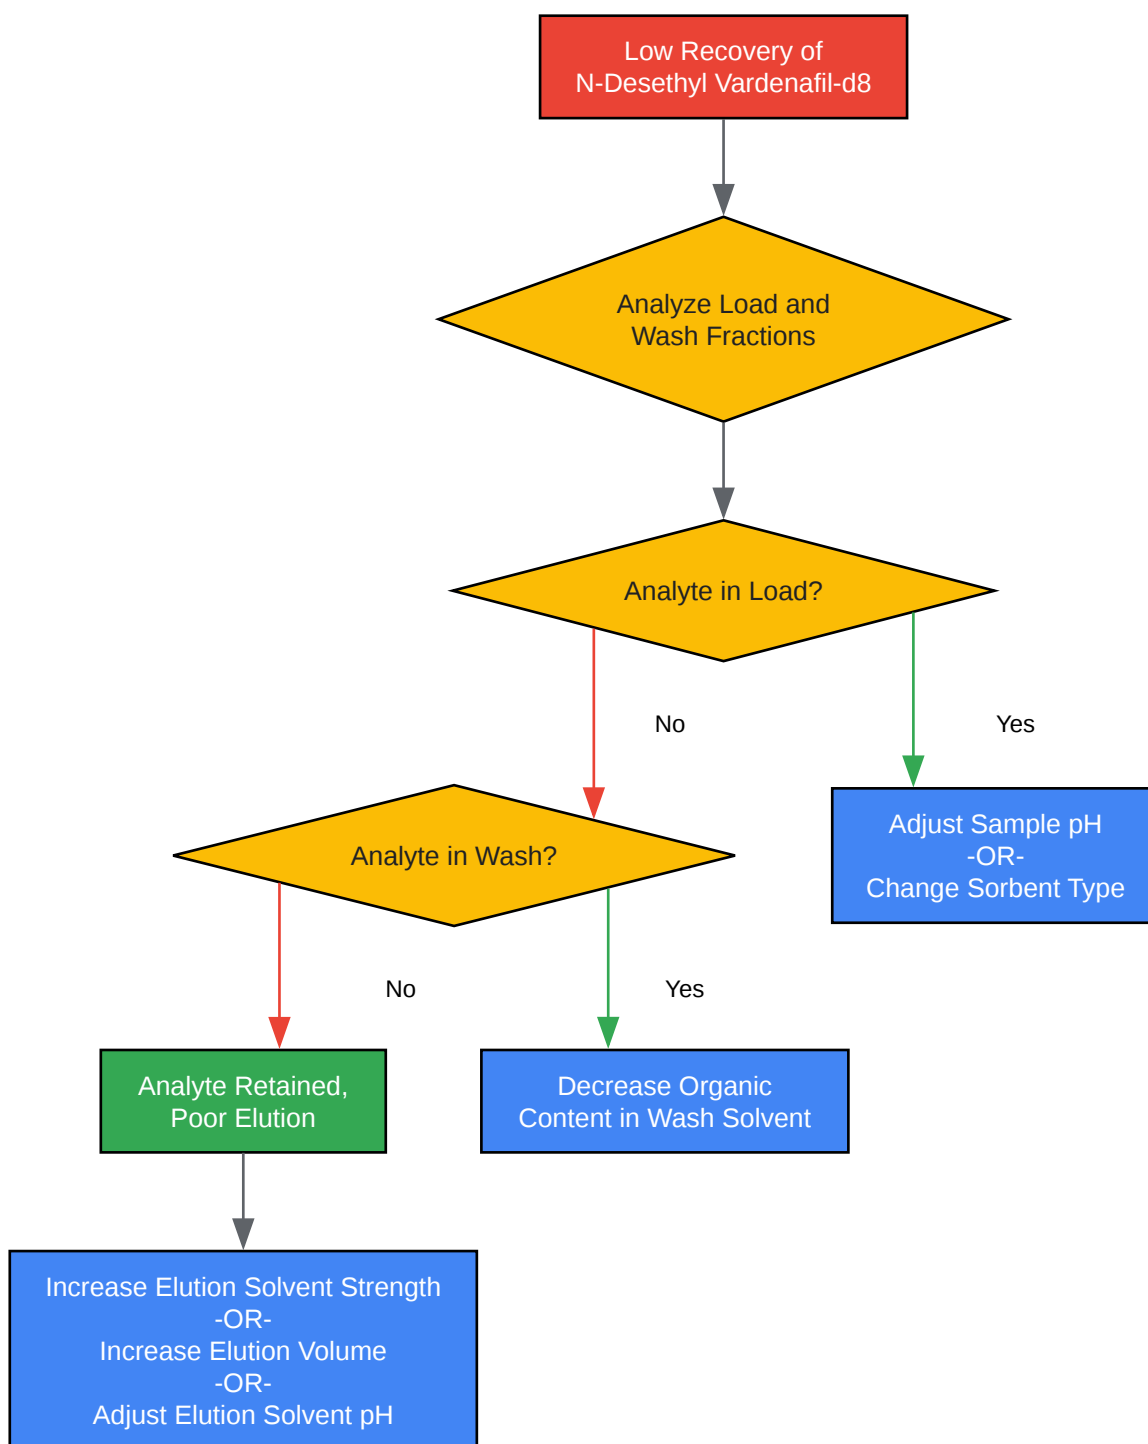 Low Recovery of
N-Desethyl Vardenafil-d8
Analyze Load and
Wash Fractions
Analyte in Load?
No
Yes
Adjust Sample pH
-OR-
Change Sorbent Type
Analyte in Wash?
No
Yes
Analyte Retained,
Poor Elution
Decrease Organic
Content in Wash Solvent
Increase Elution Solvent Strength
-OR-
Increase Elution Volume
-OR-
Adjust Elution Solvent pH